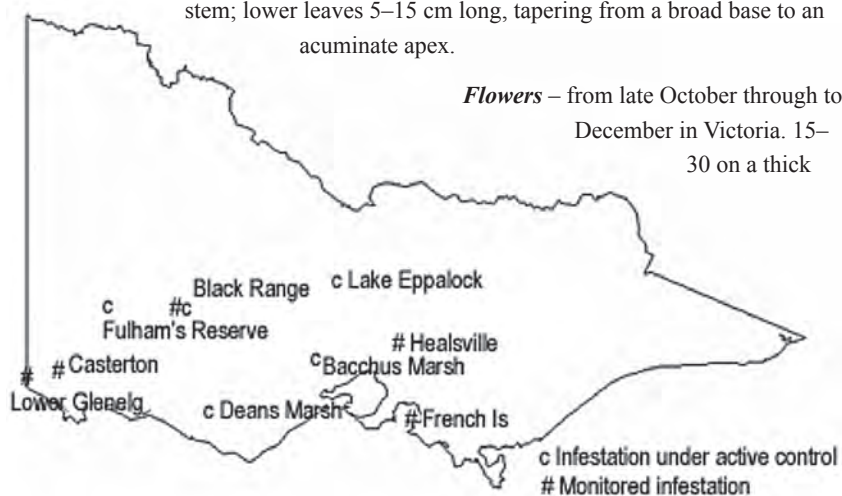 stem; lower leaves 5–15 cm long, tapering from a broad base to an
acuminate apex.
Flowers – from late October through to
December in Victoria. 15–
30 on a thick
c Lake Eppalock
Black Range
#c
c
Fulham's Reserve
# Healsville
c Bacchus Marsh
# Casterton
#
Lower Glenelg
c Deans Marsh
# French Is
c Infestation under active control
# Monitored infestation